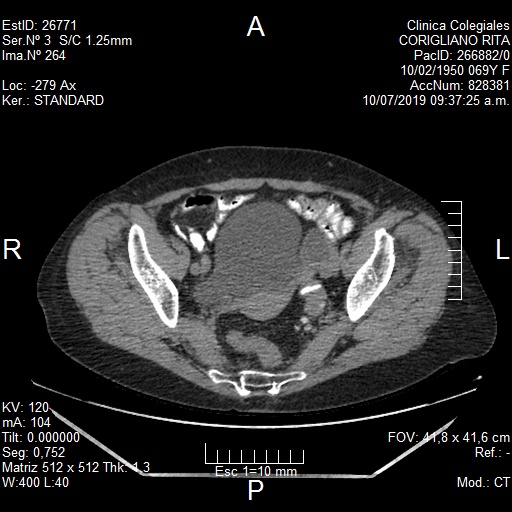 EstID: 26771
Ser.Nº 3 S/C 1.25mm
Ima.Nº 264
Loc: -279 Ax
Ker.: STANDARD
A
Clinica Colegiales
CORIGLIANO RITA
PacID: 266882/0
10/02/1950 069Y F
AccNum: 828381
10/07/2019 09:37:25 a.m.
R
L
KV: 120
mA: 104
Tilt: 0.000000
Seg: 0,752
Matriz 512 x 512 Thk: 1.3
W:400 L:40
Esc 1=10 mm
P
FOV: 41,8 x 41,6 cm
Ref.: -
Mod.: CT